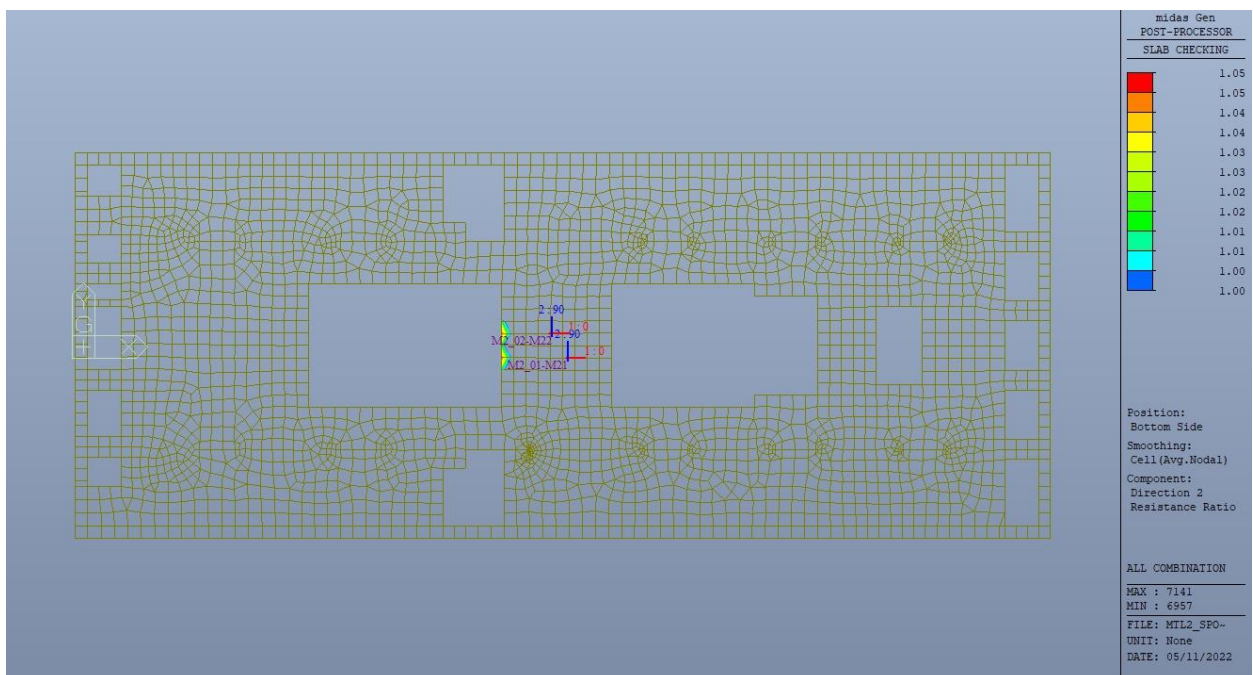 midas Gen
POST-PROCESSOR
SLAB CHECKING
1.05
1.05
1.04
1.04
1.03
1.03
1.02
1.02
1.01
1.01
1.00
1.00
2:90
1:0
2:90
M2_02-M22
1:0
M2_01-M21
Y
G
X
Position:
Bottom Side
Smoothing:
Cell(Avg.Nodal)
Component:
Direction 2
Resistance Ratio
ALL COMBINATION
MAX : 7141
MIN : 6957
FILE: MTL2_SPO~
UNIT: None
DATE: 05/11/2022